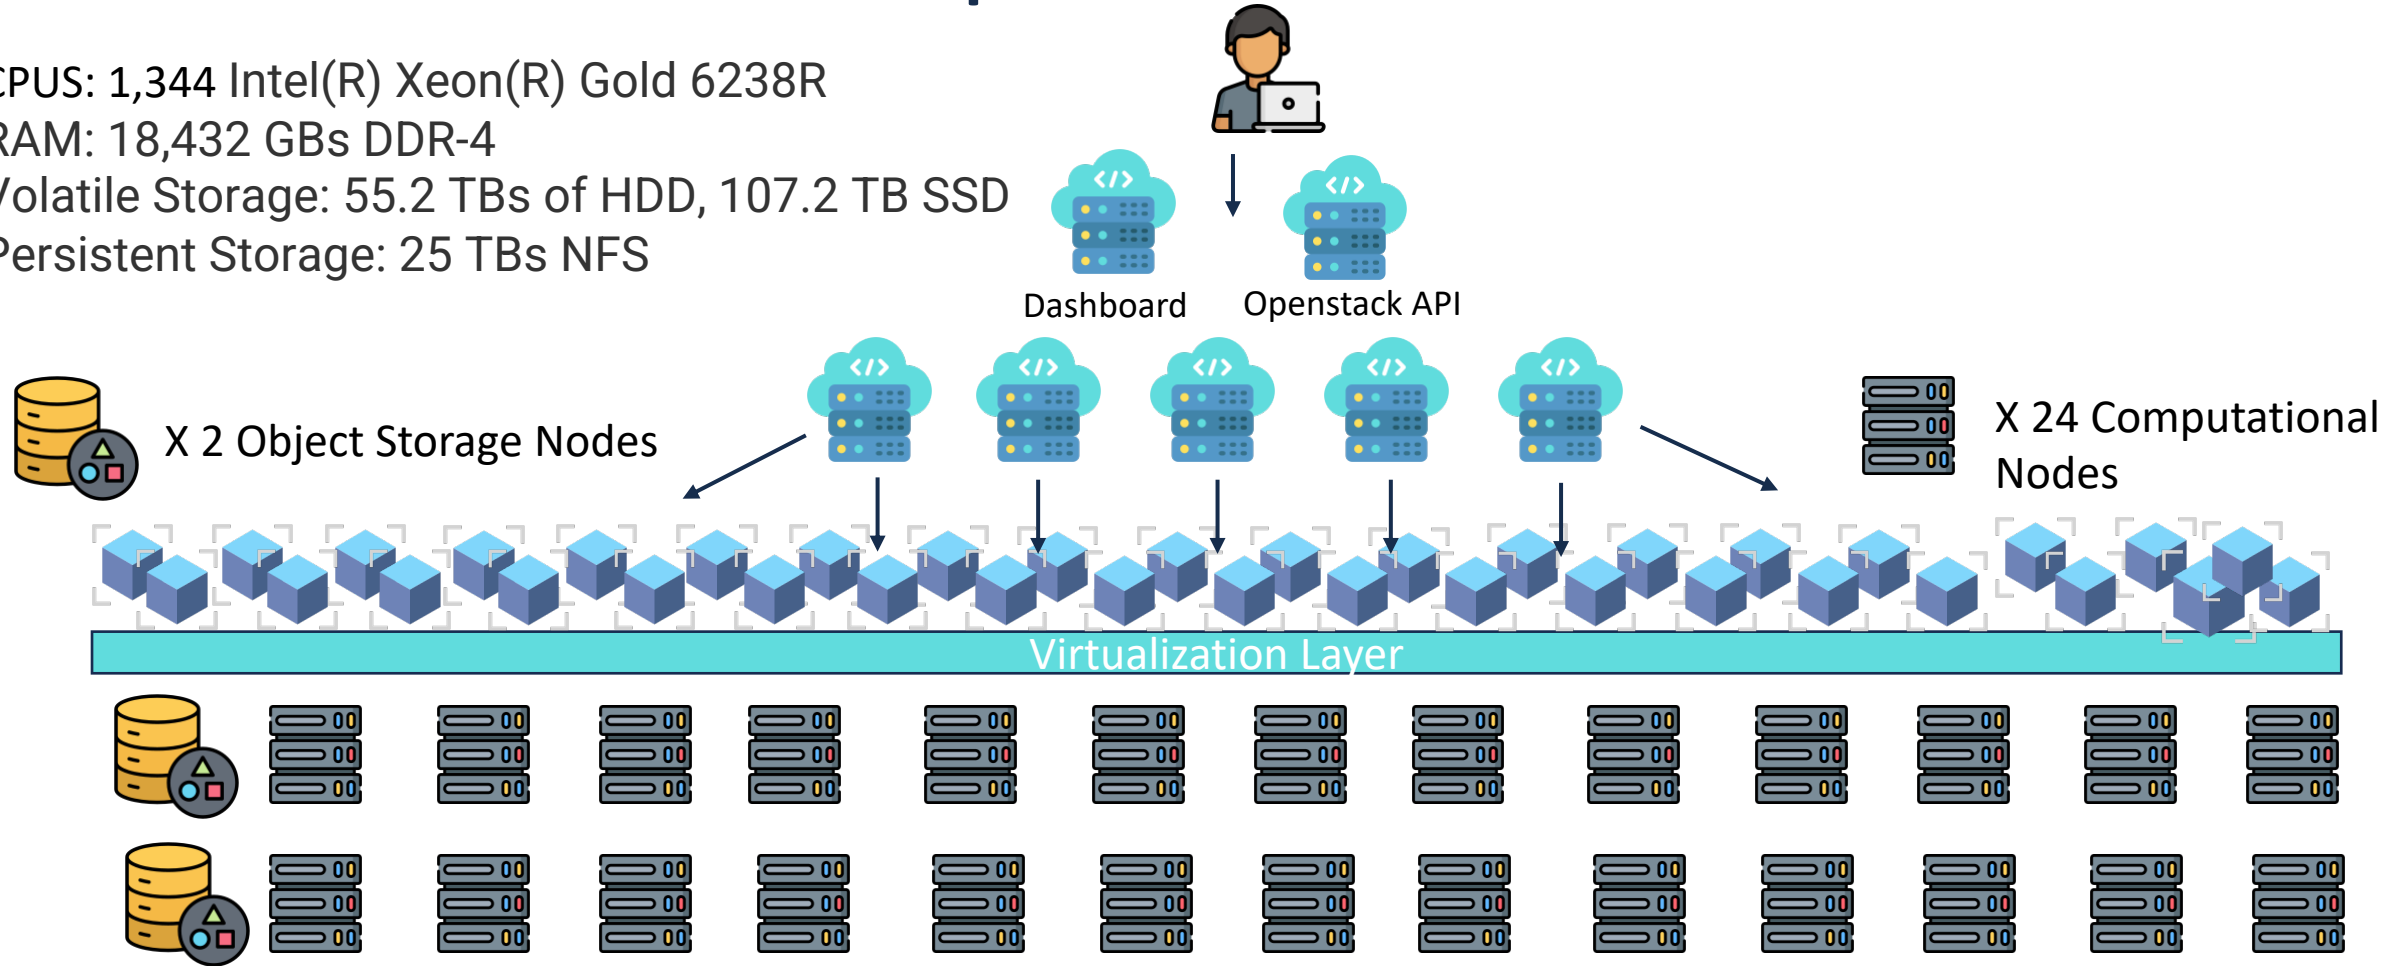 CPUS: 1,344 Intel(R) Xeon(R) Gold 6238R
RAM: 18,432 GBs DDR-4
Volatile Storage: 55.2 TBs of HDD, 107.2 TB SSD
Persistent Storage: 25 TBs NFS
Dashboard
Openstack API
X 2 Object Storage Nodes
X 24 Computational
Nodes
Virtualization Layer